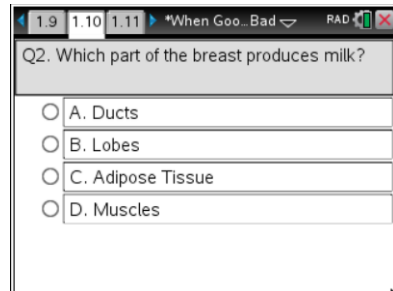 1.9 1.10 1.11 *When Goo...Bad RAD
Q2. Which part of the breast produces milk?
A. Ducts
B. Lobes
C. Adipose Tissue
D. Muscles